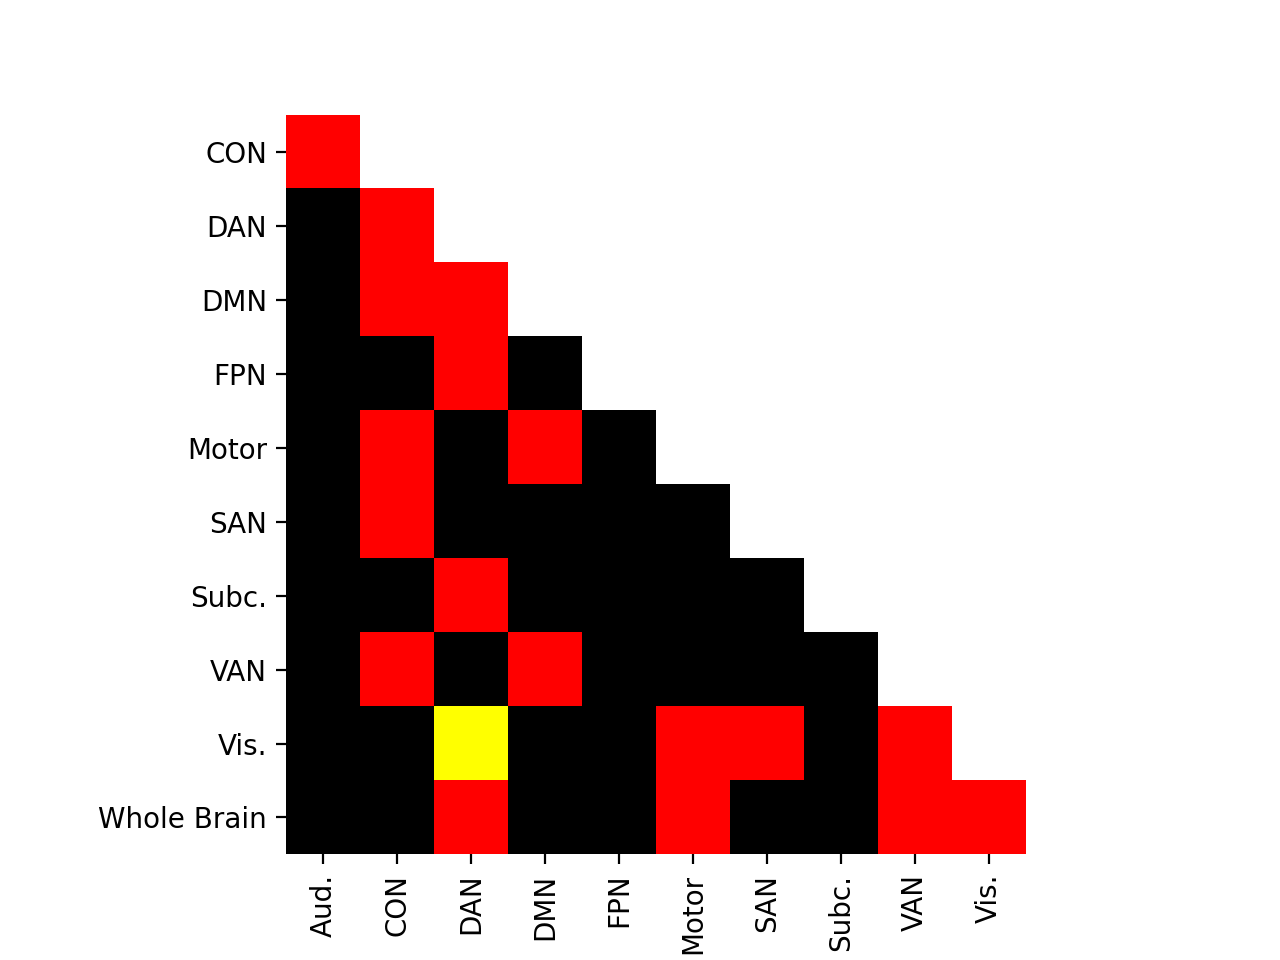 CON
DAN
DMN
FPN
Motor
SAN
Subc.
VAN
Vis.
Whole Brain
Aud.
CON
DAN
DMN
FPN
Motor
SAN
Subc.
VAN
Vis.